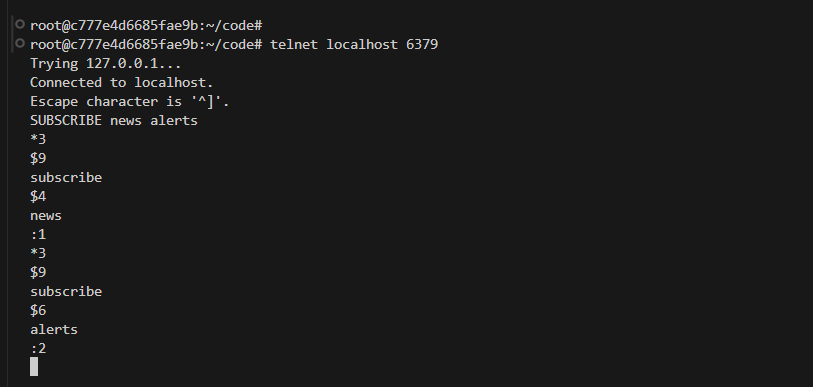 root@c777e4d6685fae9b:~/code#
root@c777e4d6685fae9b:~/code# telnet localhost 6379
Trying 127.0.0.1...
Connected to localhost.
Escape character is '^]'.
SUBSCRIBE news alerts
*3
$9
subscribe
$4
news
:1
*3
$9
subscribe
$6
alerts
:2